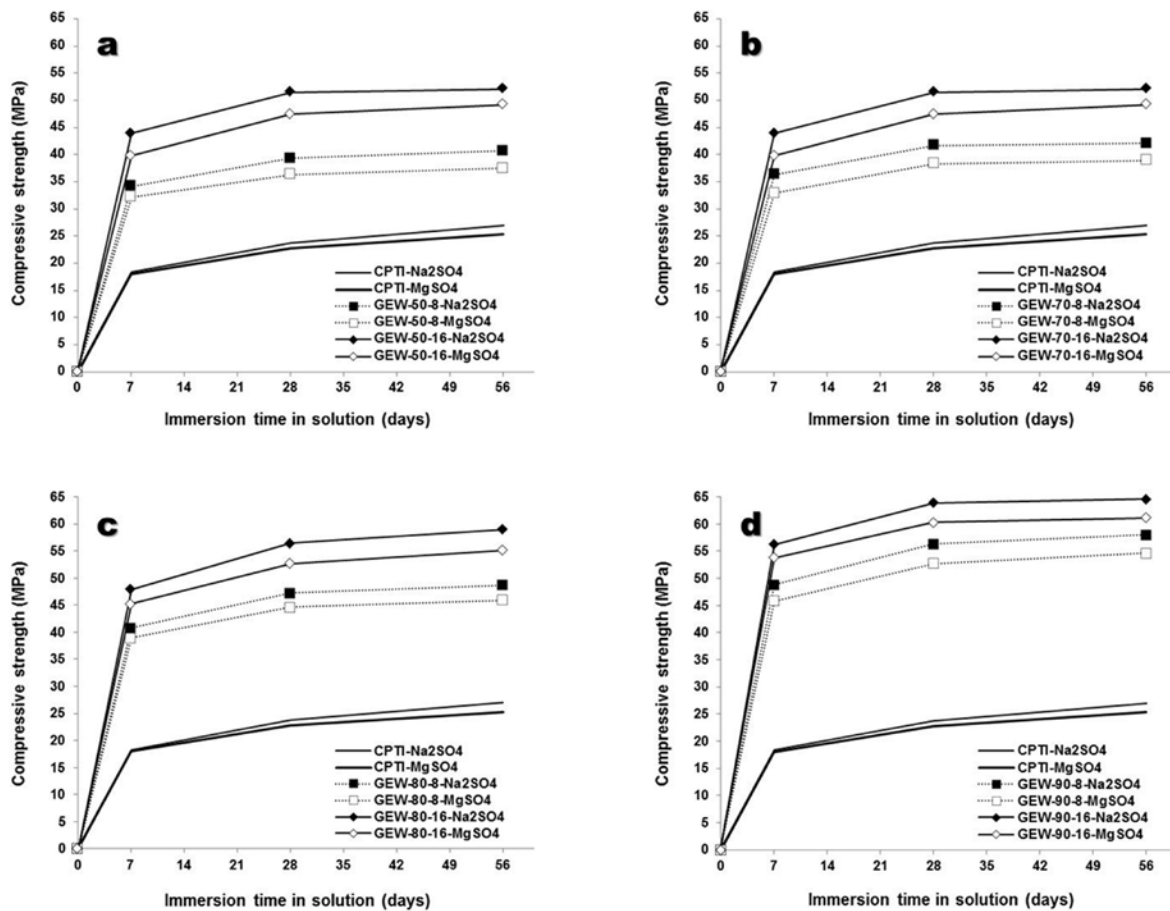 a
Compressive strength (MPa)
65
60
55
50
45
40
35
30
25
20
15
10
5
0
0 7 14 21 28 35 42 49 56
Immersion time in solution (days)
CPTI-Na2SO4
CPTI-MgSO4
GEW-50-8-Na2SO4
GEW-50-8-MgSO4
GEW-50-16-Na2SO4
GEW-50-16-MgSO4
b
Compressive strength (MPa)
65
60
55
50
45
40
35
30
25
20
15
10
5
0
0 7 14 21 28 35 42 49 56
Immersion time in solution (days)
CPTI-Na2SO4
CPTI-MgSO4
GEW-70-8-Na2SO4
GEW-70-8-MgSO4
GEW-70-16-Na2SO4
GEW-70-16-MgSO4
c
Compressive strength (MPa)
65
60
55
50
45
40
35
30
25
20
15
10
5
0
0 7 14 21 28 35 42 49 56
Immersion time in solution (days)
CPTI-Na2SO4
CPTI-MgSO4
GEW-80-8-Na2SO4
GEW-80-8-MgSO4
GEW-80-16-Na2SO4
GEW-80-16-MgSO4
d
Compressive strength (MPa)
65
60
55
50
45
40
35
30
25
20
15
10
5
0
0 7 14 21 28 35 42 49 56
Immersion time in solution (days)
CPTI-Na2SO4
CPTI-MgSO4
GEW-90-8-Na2SO4
GEW-90-8-MgSO4
GEW-90-16-Na2SO4
GEW-90-16-MgSO4